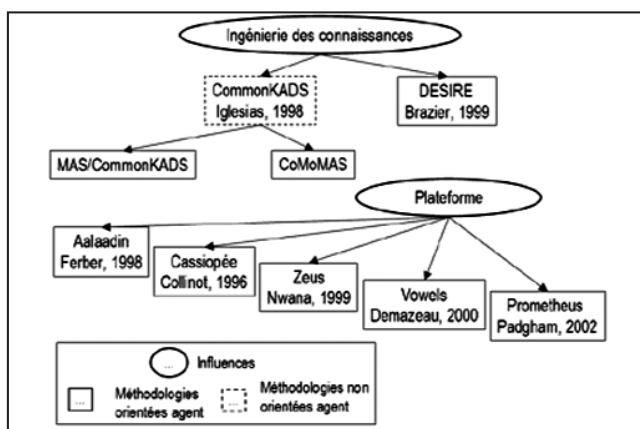 Ingénierie des connaissances
CommonKADS
Iglesias, 1998
DESIRE
Brazier, 1999
MAS/CommonKADS
CoMoMAS
Plateforme
Aalaadin
Ferber, 1998
Cassiopée
Collinot, 1996
Zeus
Nwana, 1999
Vowels
Demazeau, 2000
Prometheus
Padgham, 2002
... Influences
... Méthodologies
orientées agent
... Méthodologies non
orientées agent